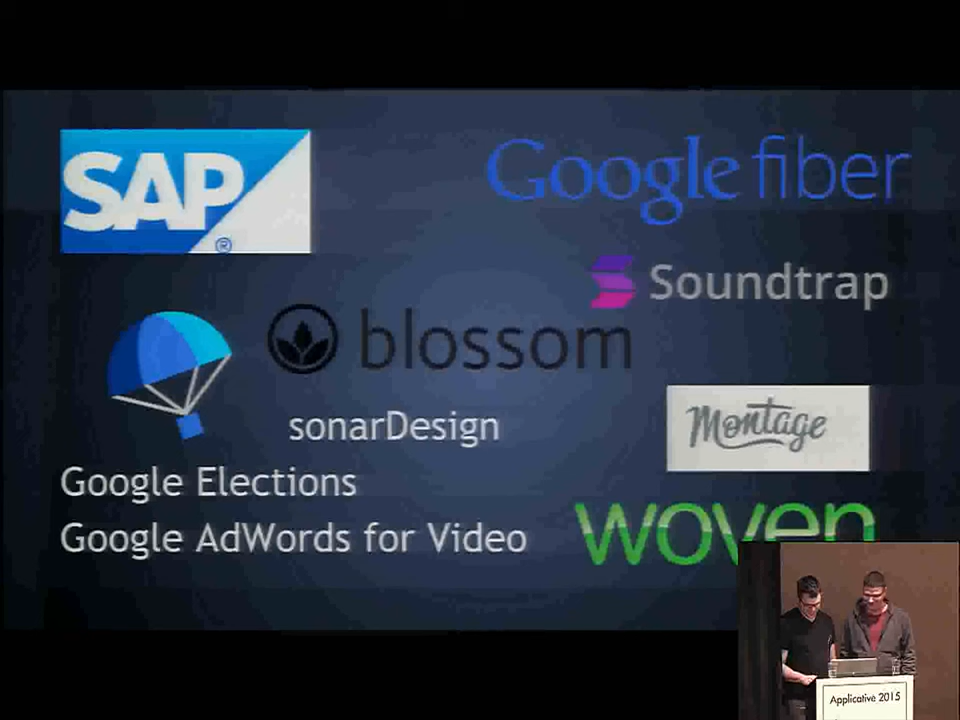 SAP
®
Google fiber
Soundtrap
blossom
Montage
sonarDesign
Google Elections
Google AdWords for Video
woven
Applicative 2015